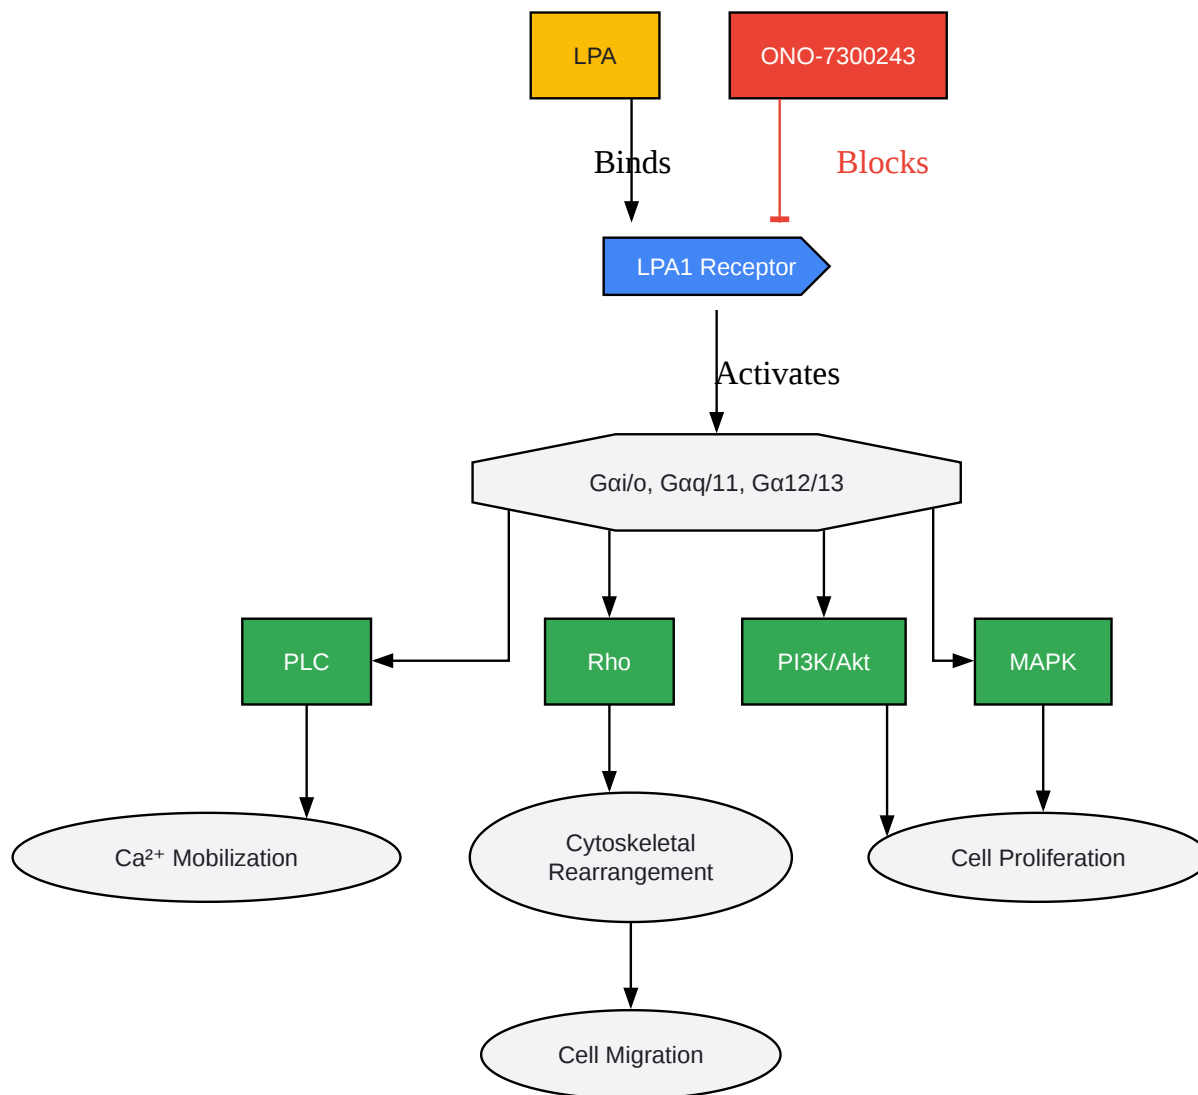 LPA
ONO-7300243
Binds
Blocks
LPA1 Receptor
Activates
Gαi/o, Gαq/11, Gα12/13
PLC
Rho
PI3K/Akt
MAPK
Ca²⁺ Mobilization
Cytoskeletal
Rearrangement
Cell Proliferation
Cell Migration